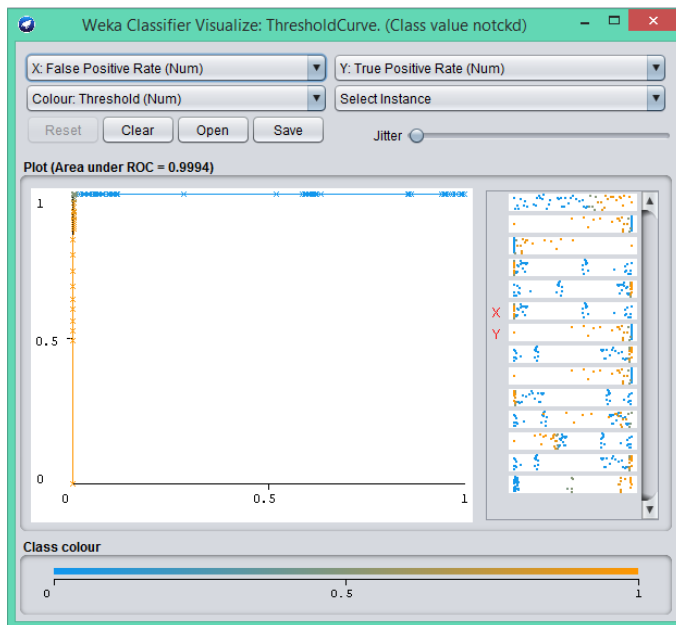 Weka Classifier Visualize: ThresholdCurve. (Class value notckd)
X: False Positive Rate (Num)
Y: True Positive Rate (Num)
Colour: Threshold (Num)
Select Instance
Reset
Clear
Open
Save
Jitter
Plot (Area under ROC = 0.9994)
1
0.5
0
0
0.5
1
X
Y
Class colour
0
0.5
1